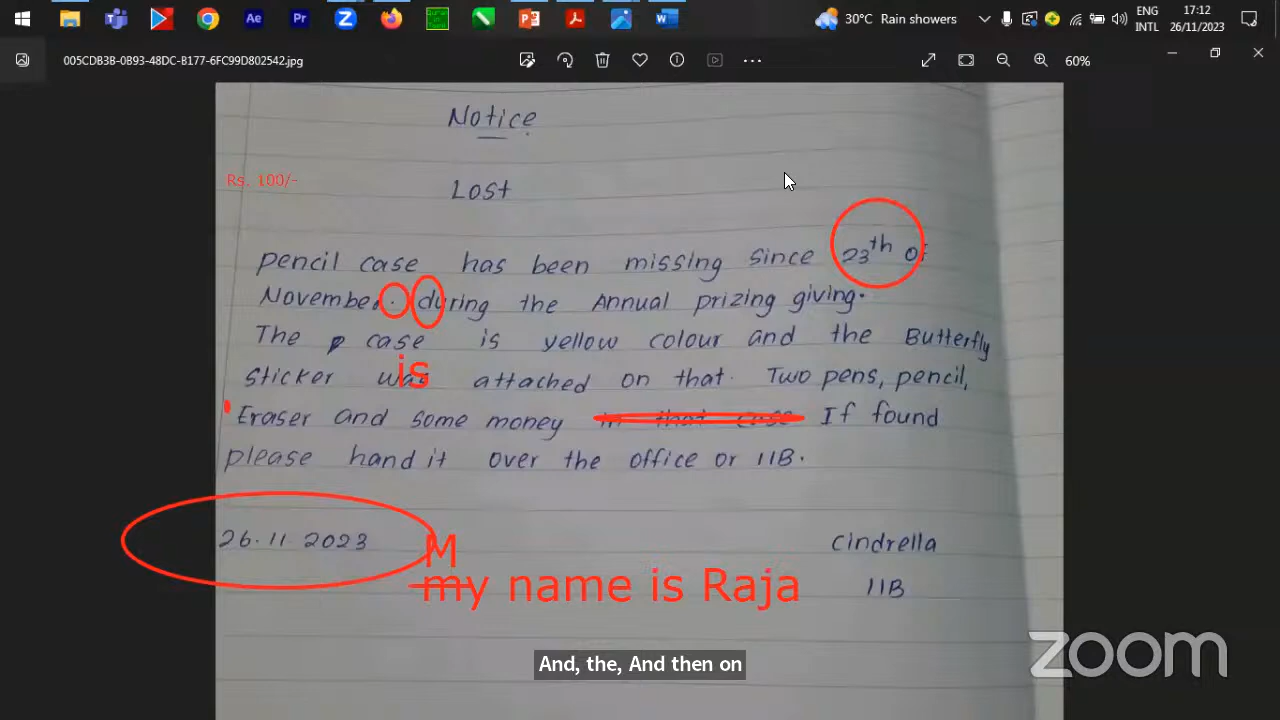 Ae
Pr
30°C Rain showers
ENG
INTL
17:12
26/11/2023
005CDB3B-0B93-48DC-B177-6FC99D802542.jpg
60%
Notice
Rs. 100/-
Lost
pencil case has been missing since 23th of
November. during the Annual prizing giving.
The p case is yellow colour and the Butterfly
sticker was attached on that. Two pens, pencil,
is
Eraser and some money in that case If found
please hand it over the office or 11B.
26.11 2023
Cindrella
M
my name is Raja
11B
And, the, And then on
zoom